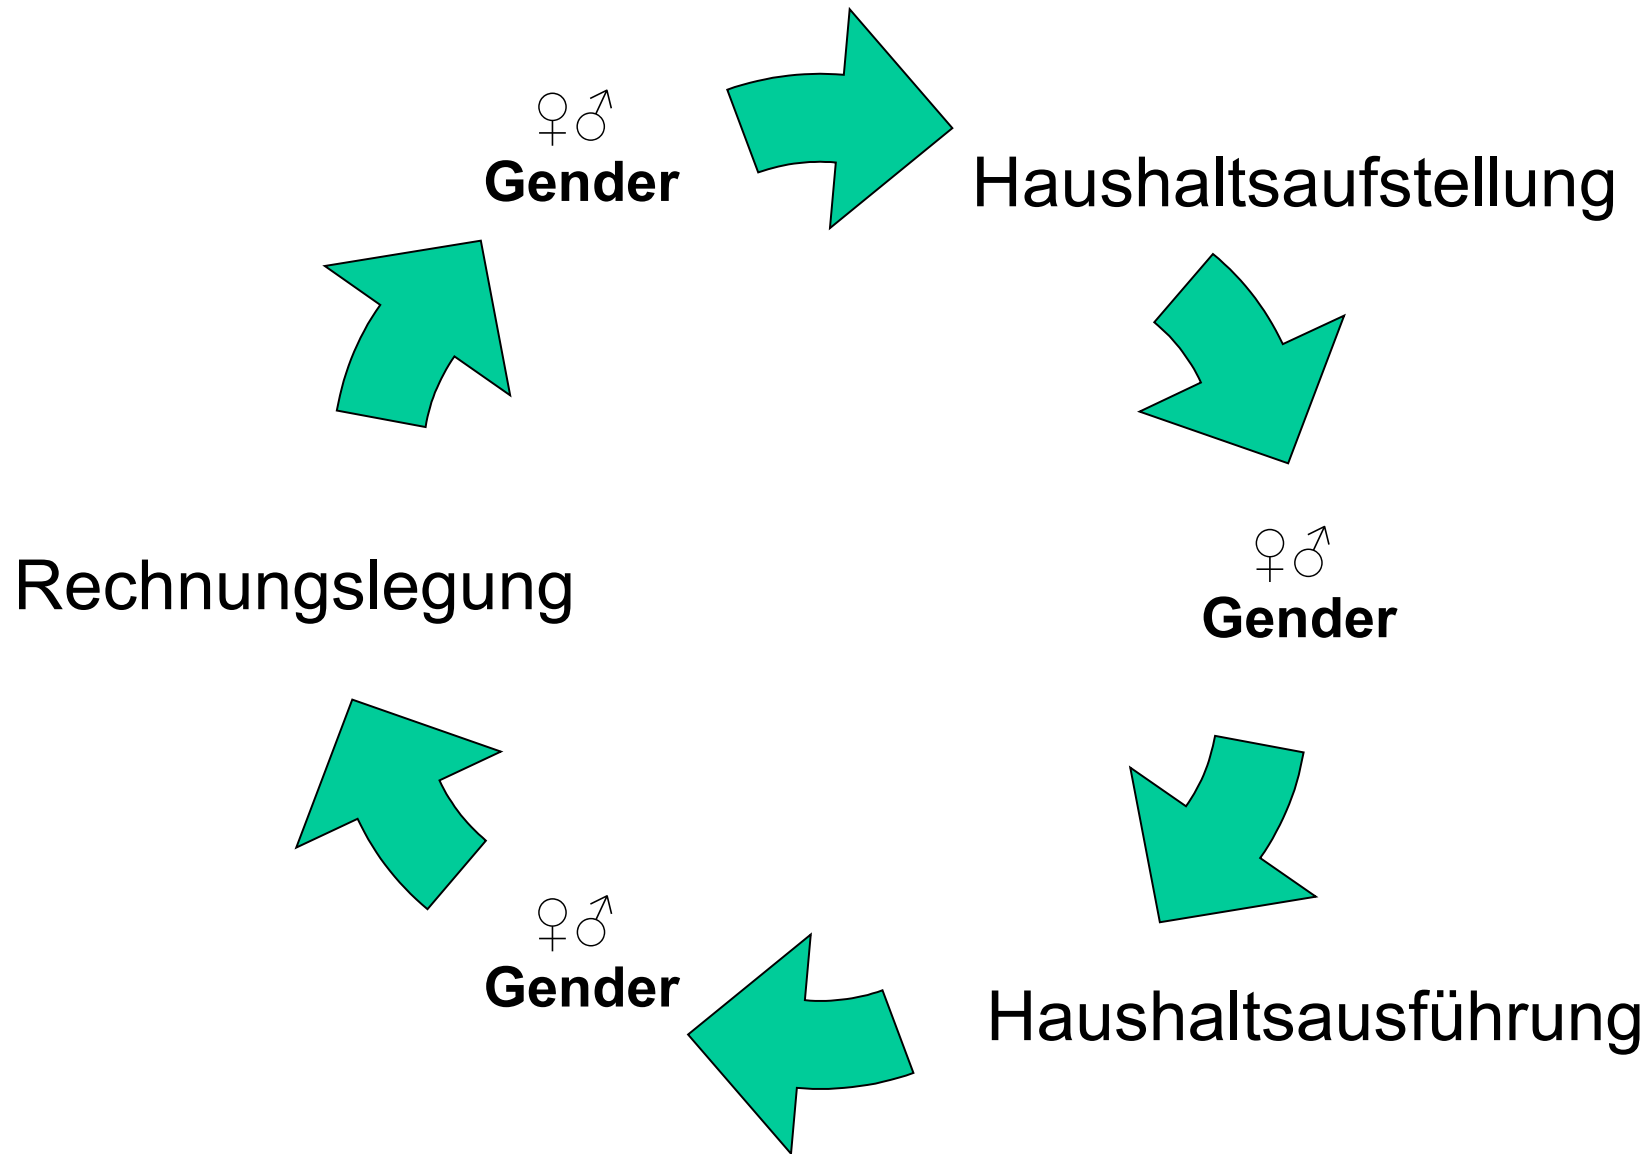 ♀♂
Gender
Haushaltsaufstellung
♀♂
Gender
Haushaltsausführung
♀♂
Gender
Rechnungslegung